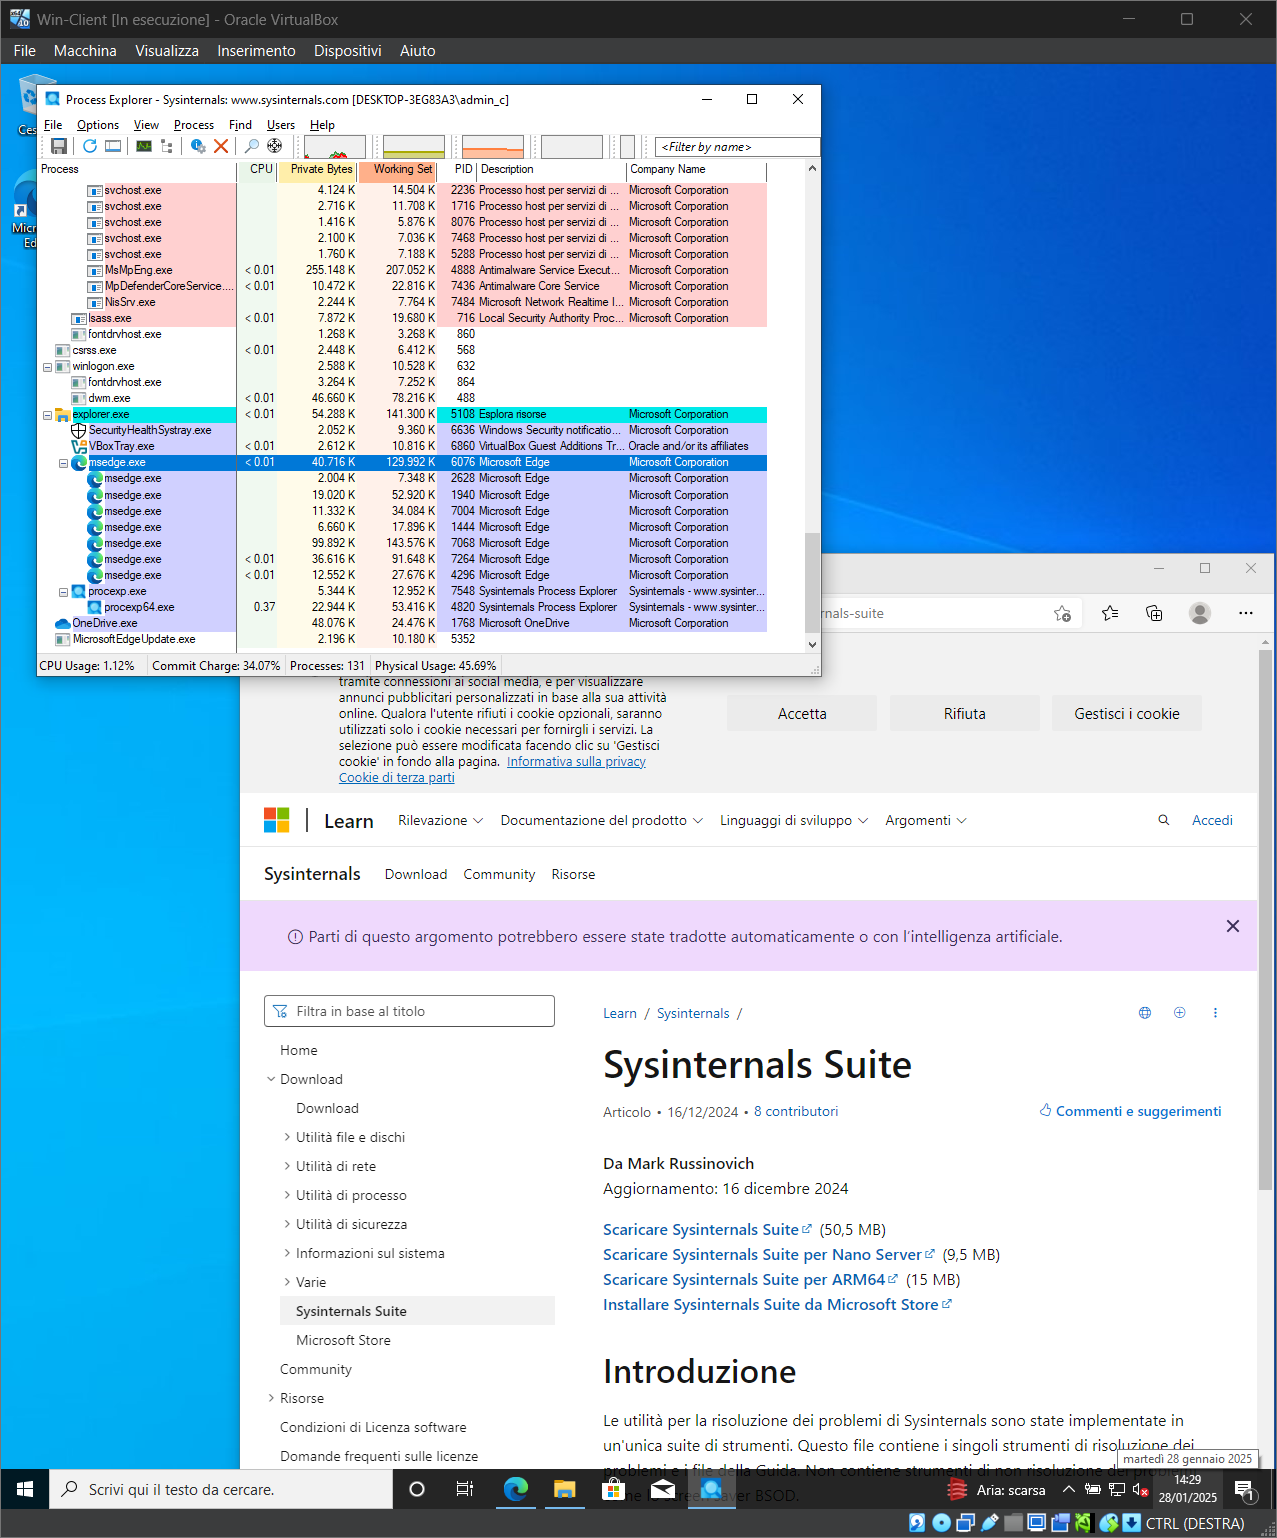 Win-Client [In esecuzione] - Oracle VirtualBox
File Macchina Visualizza Inserimento Dispositivi Aiuto
Process Explorer - Sysinternals: www.sysinternals.com [DESKTOP-3EG83A3\admin_c]
File Options View Process Find Users Help
<Filter by name>
Process CPU Private Bytes Working Set PID Description Company Name
svchost.exe 4.124 K 14.504 K 2236 Processo host per servizi di ... Microsoft Corporation
svchost.exe 2.716 K 11.708 K 1716 Processo host per servizi di ... Microsoft Corporation
svchost.exe 1.416 K 5.876 K 8076 Processo host per servizi di ... Microsoft Corporation
svchost.exe 2.100 K 7.036 K 7468 Processo host per servizi di ... Microsoft Corporation
svchost.exe 1.760 K 7.188 K 5288 Processo host per servizi di ... Microsoft Corporation
MsMpEng.exe < 0.01 255.148 K 207.052 K 4888 Antimalware Service Execut... Microsoft Corporation
MpDefenderCoreService.... < 0.01 10.472 K 22.816 K 7436 Antimalware Core Service Microsoft Corporation
NisSrv.exe 2.244 K 7.764 K 7484 Microsoft Network Realtime I... Microsoft Corporation
lsass.exe < 0.01 7.872 K 19.680 K 716 Local Security Authority Proc... Microsoft Corporation
fontdrvhost.exe 1.268 K 3.268 K 860
csrss.exe < 0.01 2.448 K 6.412 K 568
winlogon.exe 2.588 K 10.528 K 632
fontdrvhost.exe 3.264 K 7.252 K 864
dwm.exe < 0.01 46.660 K 78.216 K 488
explorer.exe < 0.01 54.288 K 141.300 K 5108 Esplora risorse Microsoft Corporation
SecurityHealthSystray.exe 2.052 K 9.360 K 6636 Windows Security notificatio... Microsoft Corporation
VBoxTray.exe < 0.01 2.612 K 10.816 K 6860 VirtualBox Guest Additions Tr... Oracle and/or its affiliates
msedge.exe < 0.01 40.716 K 129.992 K 6076 Microsoft Edge Microsoft Corporation
msedge.exe 2.004 K 7.348 K 2628 Microsoft Edge Microsoft Corporation
msedge.exe 19.020 K 52.920 K 1940 Microsoft Edge Microsoft Corporation
msedge.exe 11.332 K 34.084 K 7004 Microsoft Edge Microsoft Corporation
msedge.exe 6.660 K 17.896 K 1444 Microsoft Edge Microsoft Corporation
msedge.exe 99.892 K 143.576 K 7068 Microsoft Edge Microsoft Corporation
msedge.exe < 0.01 36.616 K 91.648 K 7264 Microsoft Edge Microsoft Corporation
msedge.exe < 0.01 12.552 K 27.676 K 4296 Microsoft Edge Microsoft Corporation
procexp.exe 5.344 K 12.952 K 7548 Sysinternals Process Explorer Sysinternals - www.sysinter...
procexp64.exe 0.37 22.944 K 53.416 K 4820 Sysinternals Process Explorer Sysinternals - www.sysinter...
OneDrive.exe 48.076 K 24.476 K 1768 Microsoft OneDrive Microsoft Corporation
MicrosoftEdgeUpdate.exe 2.196 K 10.180 K 5352
CPU Usage: 1.12% Commit Charge: 34.07% Processes: 131 Physical Usage: 45.69%
Ces
Micr
Ed
rnals-suite
tramite connessioni ai social media, e per visualizzare
annunci pubblicitari personalizzati in base alla sua attività
online. Qualora l'utente rifiuti i cookie opzionali, saranno
utilizzati solo i cookie necessari per fornirgli i servizi. La
selezione può essere modificata facendo clic su 'Gestisci
cookie' in fondo alla pagina. Informativa sulla privacy
Cookie di terza parti
Accetta Rifiuta Gestisci i cookie
Learn Rilevazione Documentazione del prodotto Linguaggi di sviluppo Argomenti Accedi
Sysinternals Download Community Risorse
Parti di questo argomento potrebbero essere state tradotte automaticamente o con l'intelligenza artificiale.
Filtra in base al titolo
Home
Download
Download
Utilità file e dischi
Utilità di rete
Utilità di processo
Utilità di sicurezza
Informazioni sul sistema
Varie
Sysinternals Suite
Microsoft Store
Community
Risorse
Condizioni di Licenza software
Domande frequenti sulle licenze
Learn / Sysinternals /
Sysinternals Suite
Articolo • 16/12/2024 • 8 contributori
Commenti e suggerimenti
Da Mark Russinovich
Aggiornamento: 16 dicembre 2024
Scaricare Sysinternals Suite (50,5 MB)
Scaricare Sysinternals Suite per Nano Server (9,5 MB)
Scaricare Sysinternals Suite per ARM64 (15 MB)
Installare Sysinternals Suite da Microsoft Store
Introduzione
Le utilità per la risoluzione dei problemi di Sysinternals sono state implementate in
un'unica suite di strumenti. Questo file contiene i singoli strumenti di risoluzione dei
problemi e i file della Guida. Non contiene strumenti di non risoluzione dei problemi
BSOD.
martedì 28 gennaio 2025
Scrivi qui il testo da cercare.
Aria: scarsa
14:29
28/01/2025
1
CTRL (DESTRA)